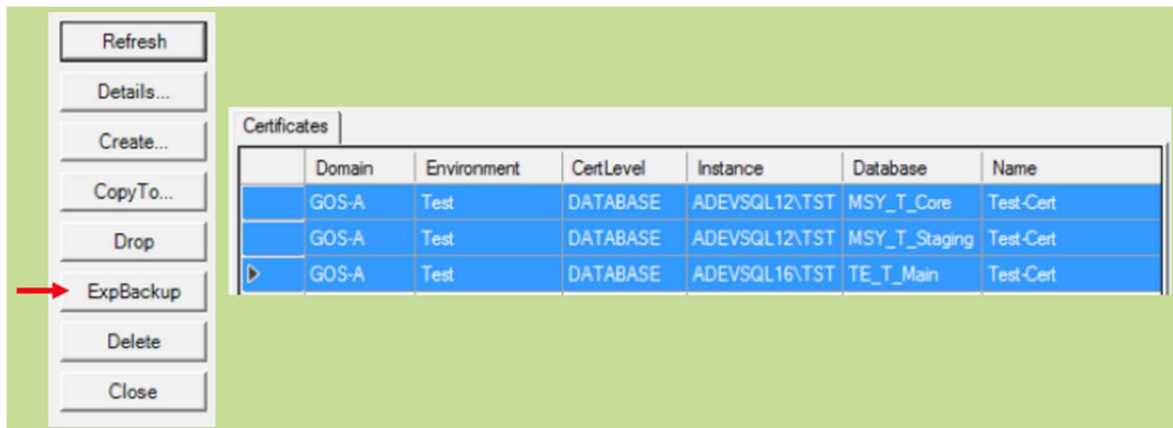 Refresh
Details...
Create...
CopyTo...
Drop
ExpBackup
Delete
Close
Certificates
Domain Environment CertLevel Instance Database Name
GOS-A Test DATABASE ADEVSQL12\TST MSY_T_Core Test-Cert
GOS-A Test DATABASE ADEVSQL12\TST MSY_T_Staging Test-Cert
GOS-A Test DATABASE ADEVSQL16\TST TE_T_Main Test-Cert